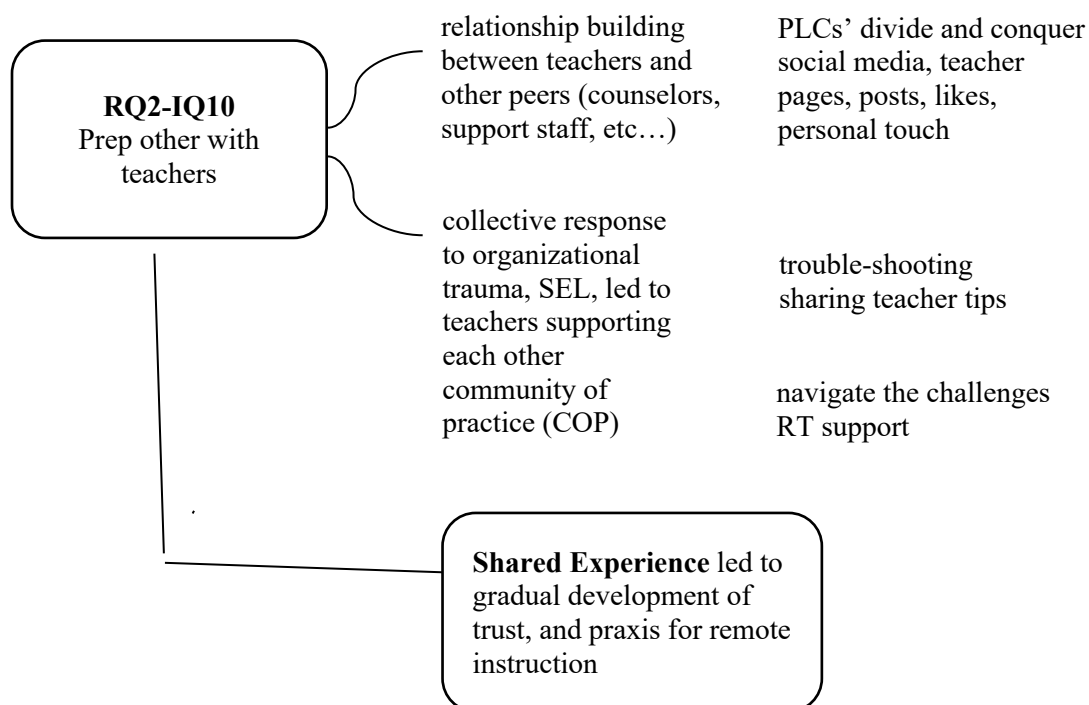 RQ2-IQ10
Prep other with
teachers
relationship building
between teachers and
other peers (counselors,
support staff, etc…)
PLCs’ divide and conquer
social media, teacher
pages, posts, likes,
personal touch
collective response
to organizational
trauma, SEL, led to
teachers supporting
each other
community of
practice (COP)
trouble-shooting
sharing teacher tips
navigate the challenges
RT support
Shared Experience led to
gradual development of
trust, and praxis for remote
instruction